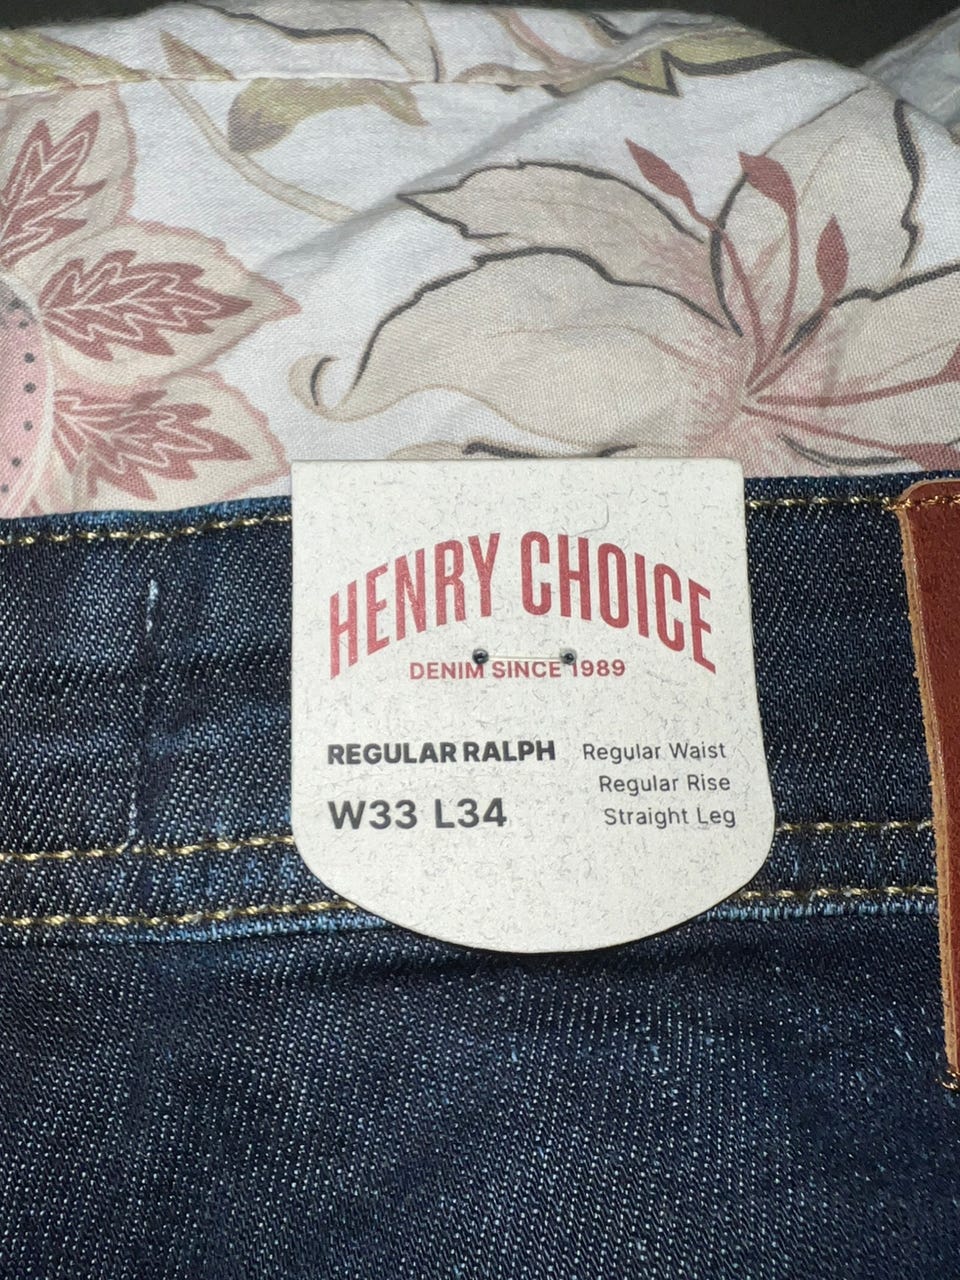 HENRY CHOICE
DENIM SINCE 1989
REGULAR RALPH
W33 L34
Regular Waist
Regular Rise
Straight Leg